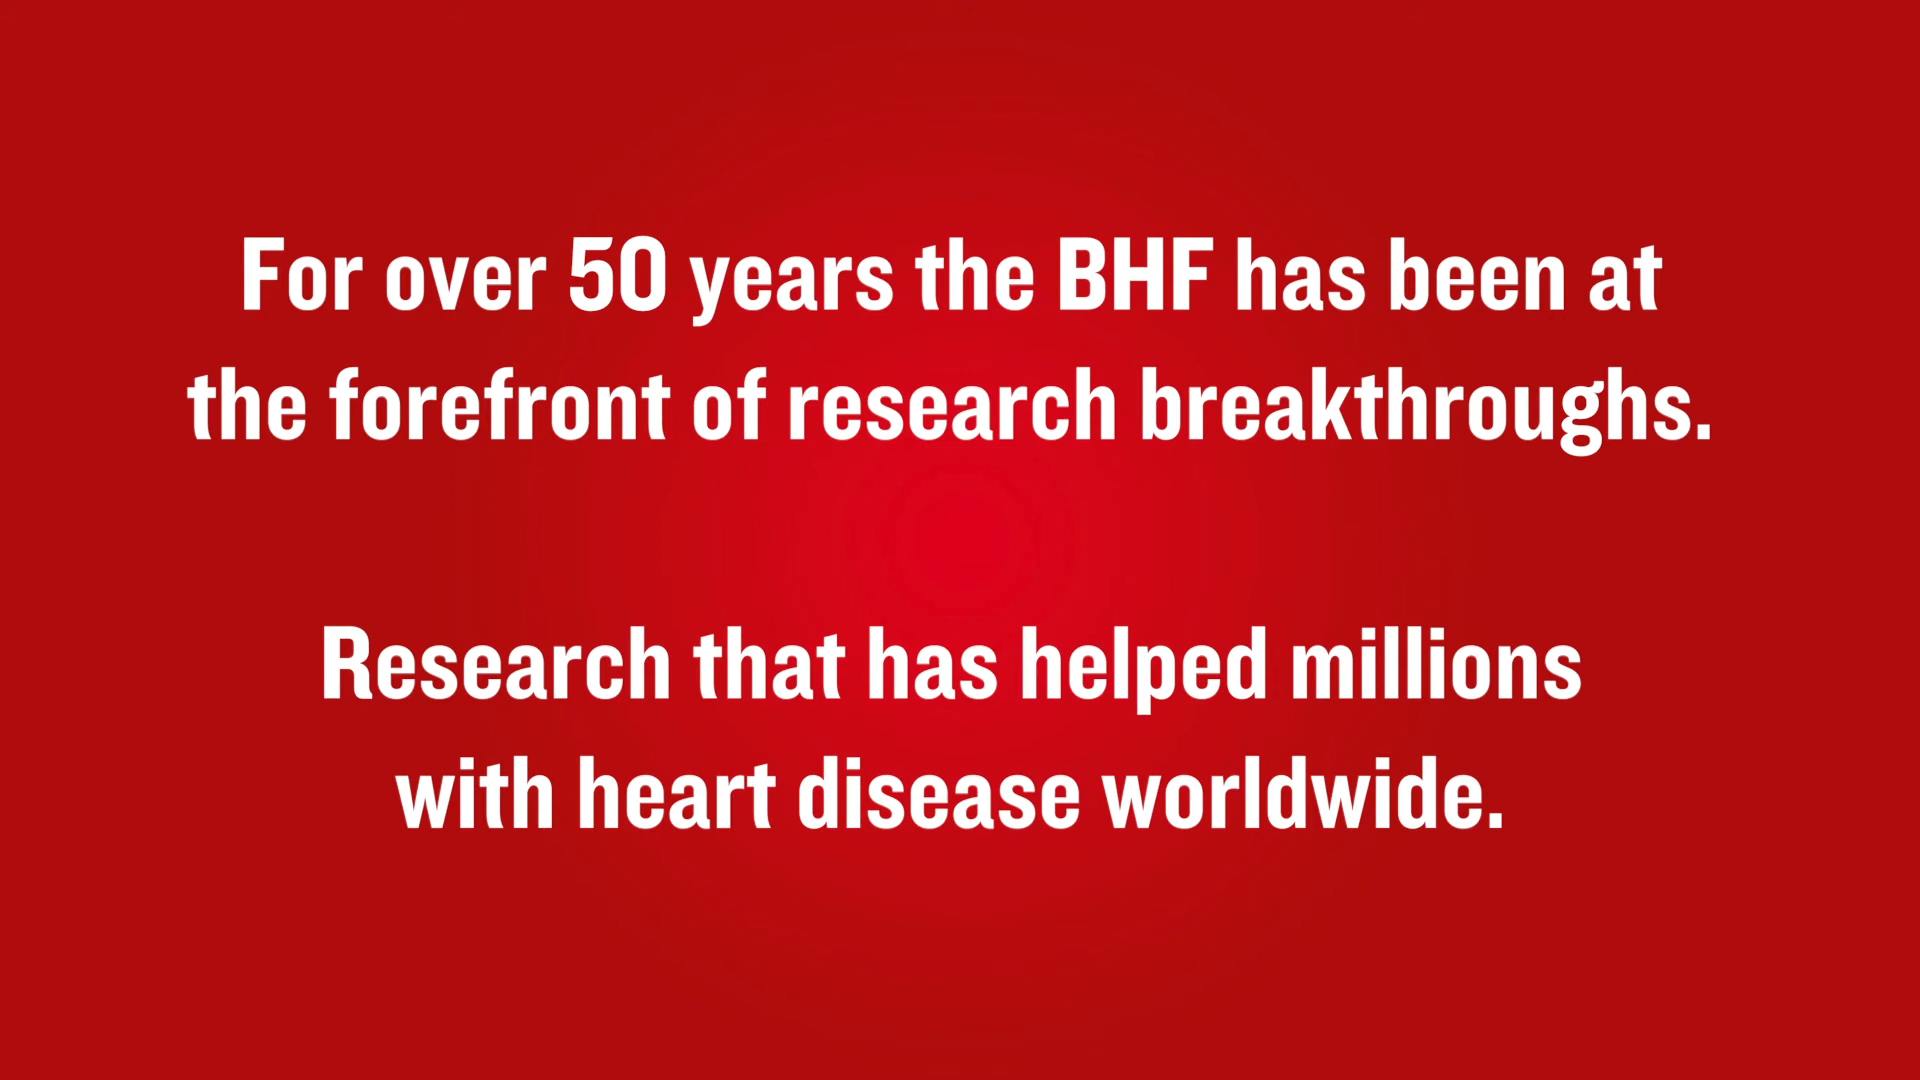 For over 50 years the BHF has been at
the forefront of research breakthroughs.
Research that has helped millions
with heart disease worldwide.